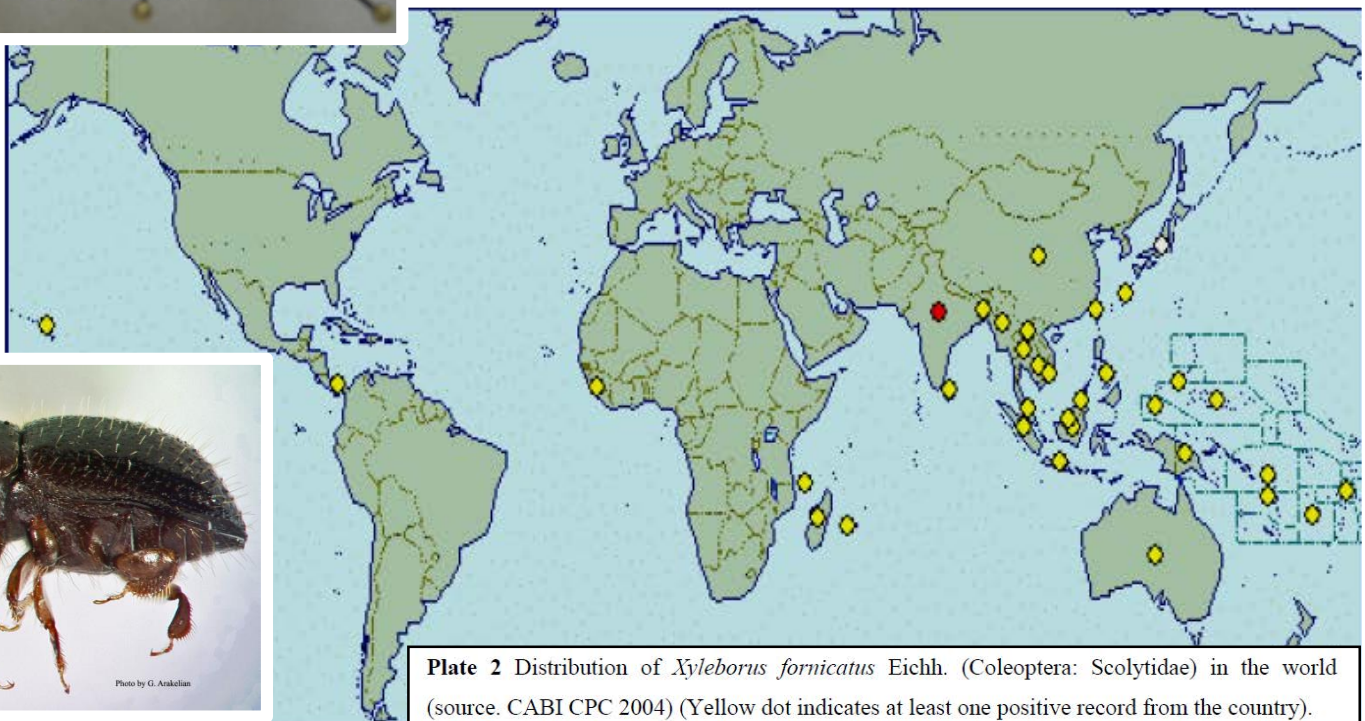 Photo by G. Arakelian
Plate 2 Distribution of Xyleborus fornicatus Eichh. (Coleoptera: Scolytidae) in the world
(source. CABI CPC 2004) (Yellow dot indicates at least one positive record from the country).